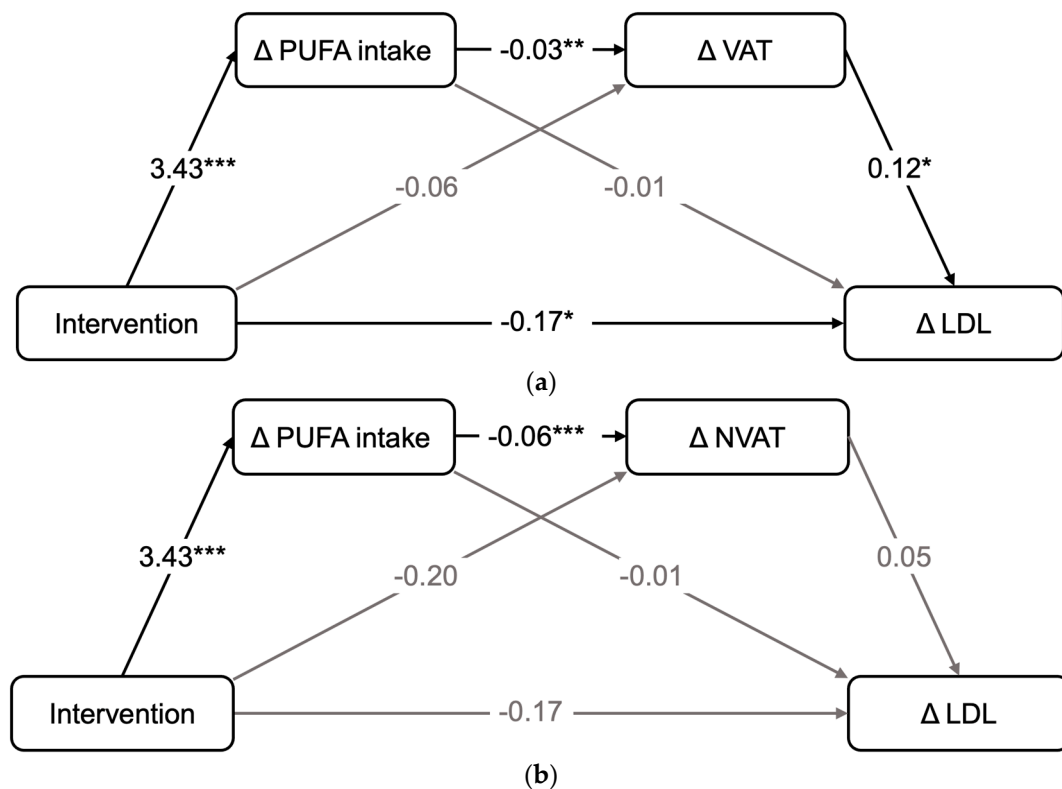 Δ PUFA intake
-0.03**
Δ VAT
3.43***
-0.06
-0.01
0.12*
Intervention
-0.17*
Δ LDL
(a)
Δ PUFA intake
-0.06***
Δ NVAT
3.43***
-0.20
-0.01
0.05
Intervention
-0.17
Δ LDL
(b)